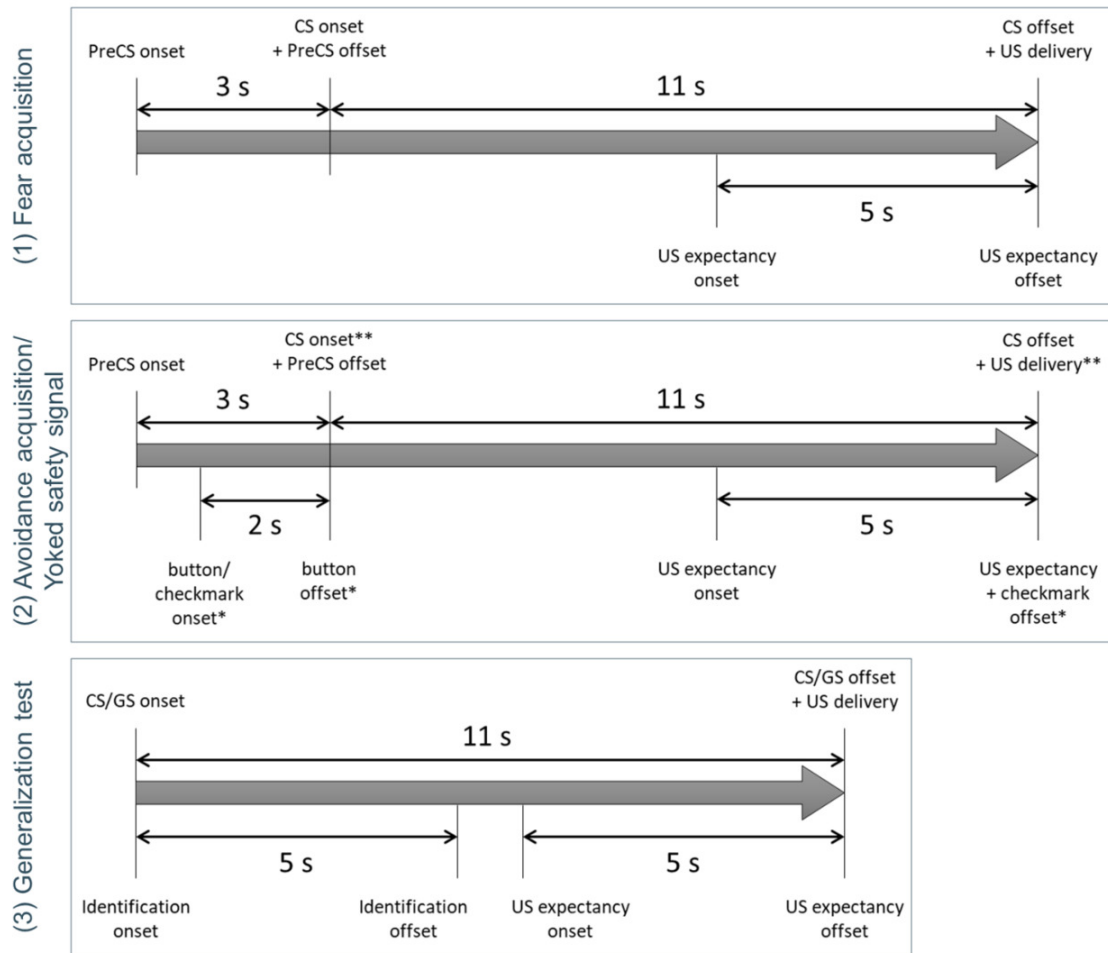 (1) Fear acquisition
PreCS onset
CS onset
+ PreCS offset
CS offset
+ US delivery
3 s
11 s
5 s
US expectancy
onset
US expectancy
offset
(2) Avoidance acquisition/
Yoked safety signal
PreCS onset
CS onset**
+ PreCS offset
CS offset
+ US delivery**
3 s
11 s
2 s
5 s
button/
checkmark
onset*
button
offset*
US expectancy
onset
US expectancy
+ checkmark
offset*
(3) Generalization test
CS/GS onset
CS/GS offset
+ US delivery
11 s
5 s
5 s
Identification
onset
Identification
offset
US expectancy
onset
US expectancy
offset